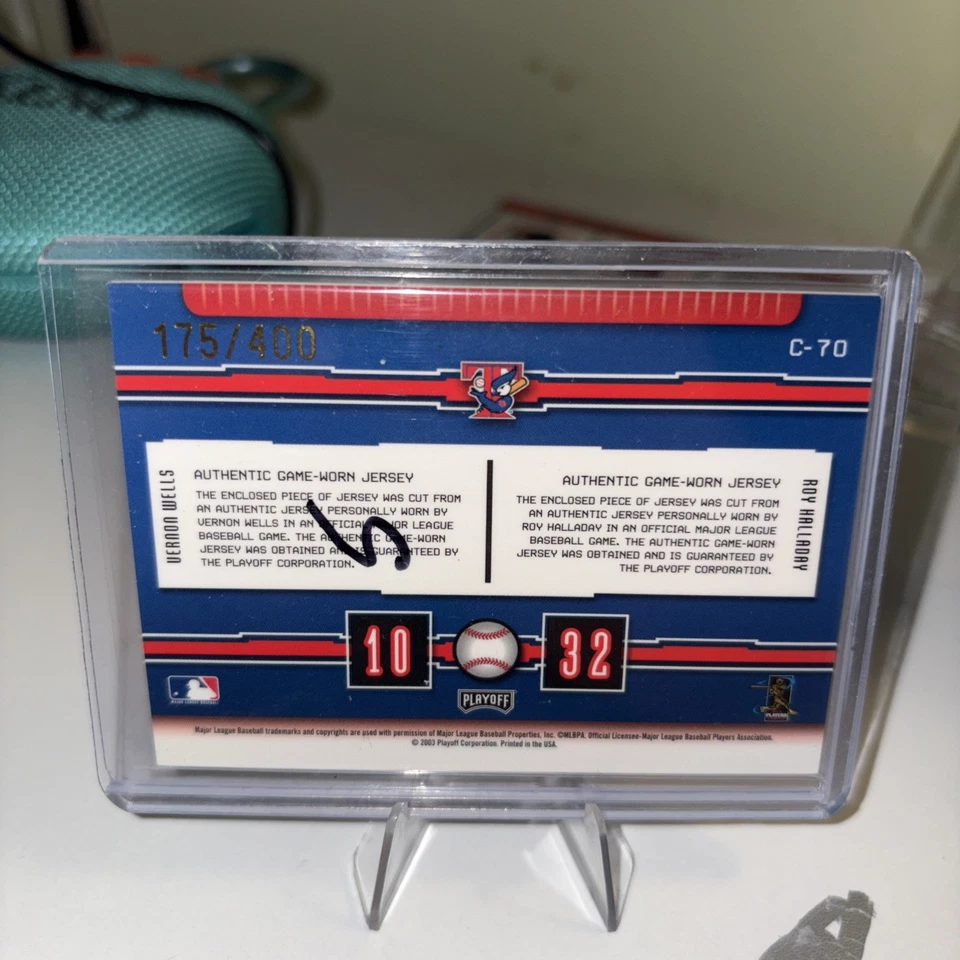 175/400
C-70
VERNON WELLS
AUTHENTIC GAME-WORN JERSEY
THE ENCLOSED PIECE OF JERSEY WAS CUT FROM
AN AUTHENTIC JERSEY PERSONALLY WORN BY
VERNON WELLS IN AN OFFICIAL MAJOR LEAGUE
BASEBALL GAME. THE AUTHENTIC GAME-WORN
JERSEY WAS OBTAINED AND IS GUARANTEED BY
THE PLAYOFF CORPORATION.
AUTHENTIC GAME-WORN JERSEY
THE ENCLOSED PIECE OF JERSEY WAS CUT FROM
AN AUTHENTIC JERSEY PERSONALLY WORN BY
ROY HALLADAY IN AN OFFICIAL MAJOR LEAGUE
BASEBALL GAME. THE AUTHENTIC GAME-WORN
JERSEY WAS OBTAINED AND IS GUARANTEED BY
THE PLAYOFF CORPORATION.
ROY HALLADAY
10
32
PLAYOFF
Major League Baseball trademarks and copyrights are used with permission of Major League Baseball Properties, Inc. ©MLBPA. Official Licensee-Major League Baseball Players Association.
© 2003 Playoff Corporation. Printed in the USA.